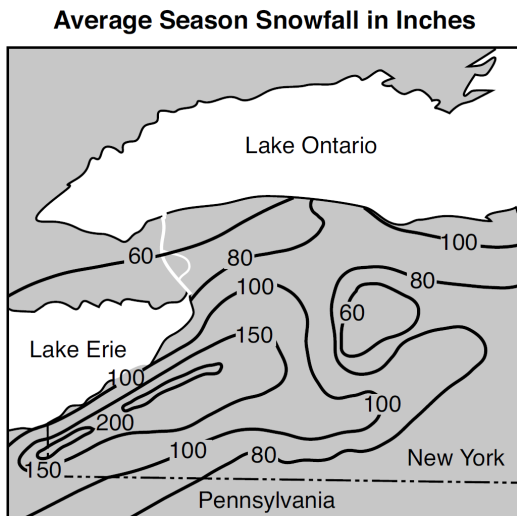 Average Season Snowfall in Inches
Lake Ontario
100
60
80
80
100
60
150
Lake Erie
100
100
200
100
80
New York
150
Pennsylvania